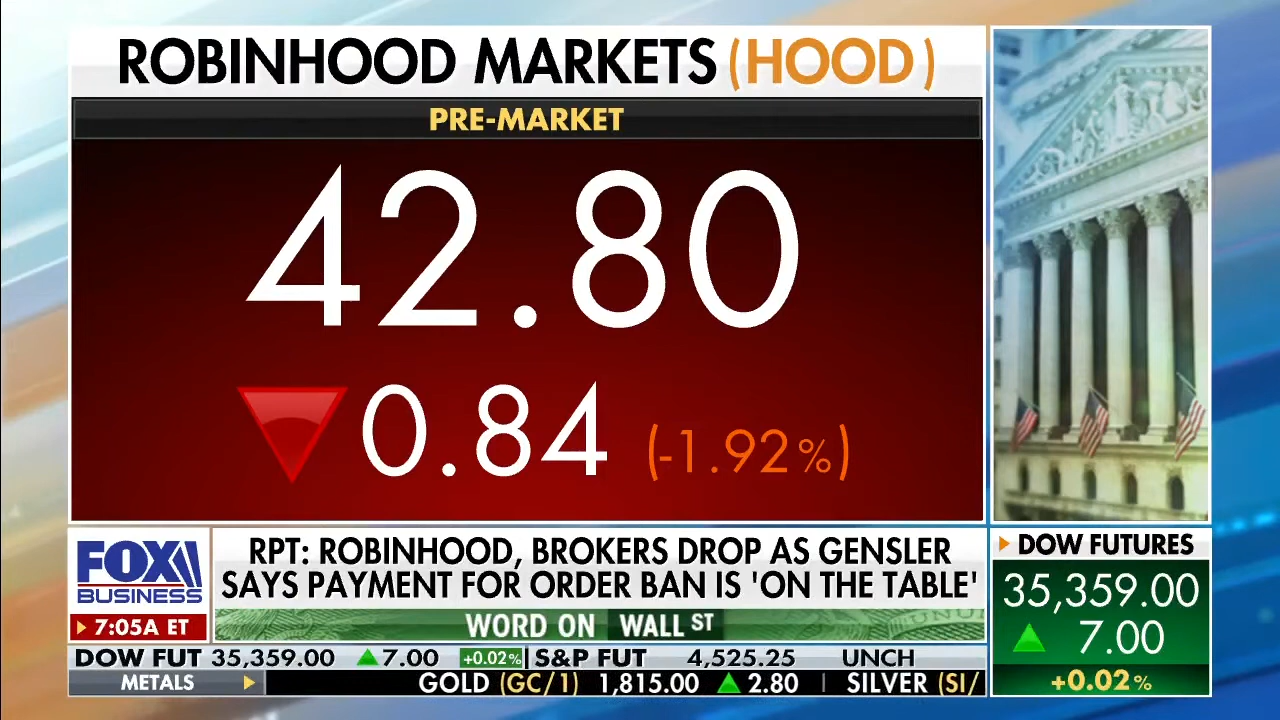 ROBINHOOD MARKETS (HOOD)
PRE-MARKET
42.80
▼ 0.84 (-1.92%)
FOX BUSINESS
7:05A ET
RPT: ROBINHOOD, BROKERS DROP AS GENSLER
SAYS PAYMENT FOR ORDER BAN IS 'ON THE TABLE'
WORD ON WALL ST
DOW FUTURES
35,359.00
▲ 7.00
+0.02%
DOW FUT 35,359.00 ▲7.00 +0.02% S&P FUT 4,525.25 UNCH
METALS GOLD (GC/1) 1,815.00 ▲ 2.80 | SILVER (SI/